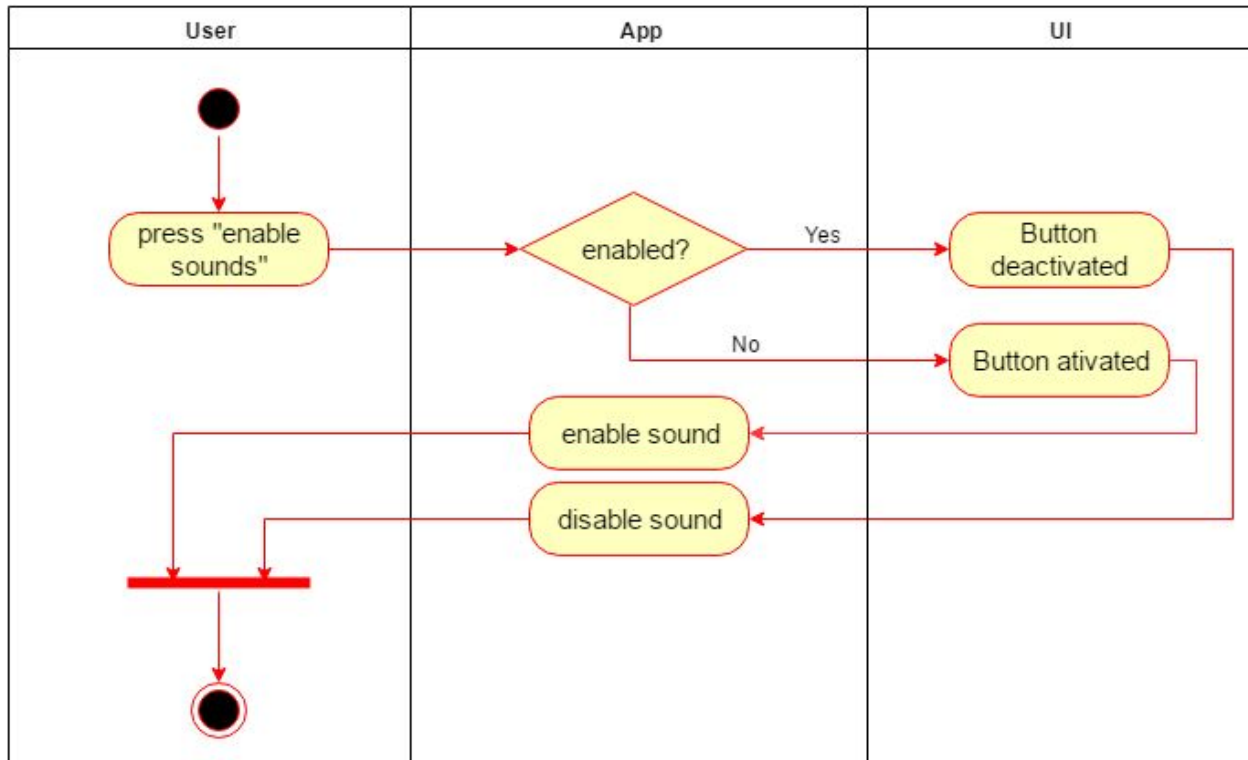 User
App
UI
press "enable
sounds"
enabled?
Yes
Button
deactivated
No
Button ativated
enable sound
disable sound